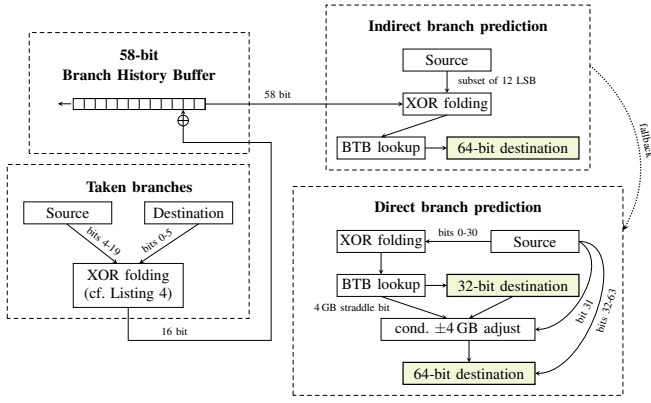 58-bit
Branch History Buffer
58 bit
Taken branches
Source
Destination
bits 4-19
bits 0-5
XOR folding
(cf. Listing 4)
16 bit
Indirect branch prediction
Source
subset of 12 LSB
XOR folding
BTB lookup
64-bit destination
fallback
Direct branch prediction
XOR folding
bits 0-30
Source
BTB lookup
32-bit destination
4 GB straddle bit
bit 31
bits 32-63
cond. ±4 GB adjust
64-bit destination